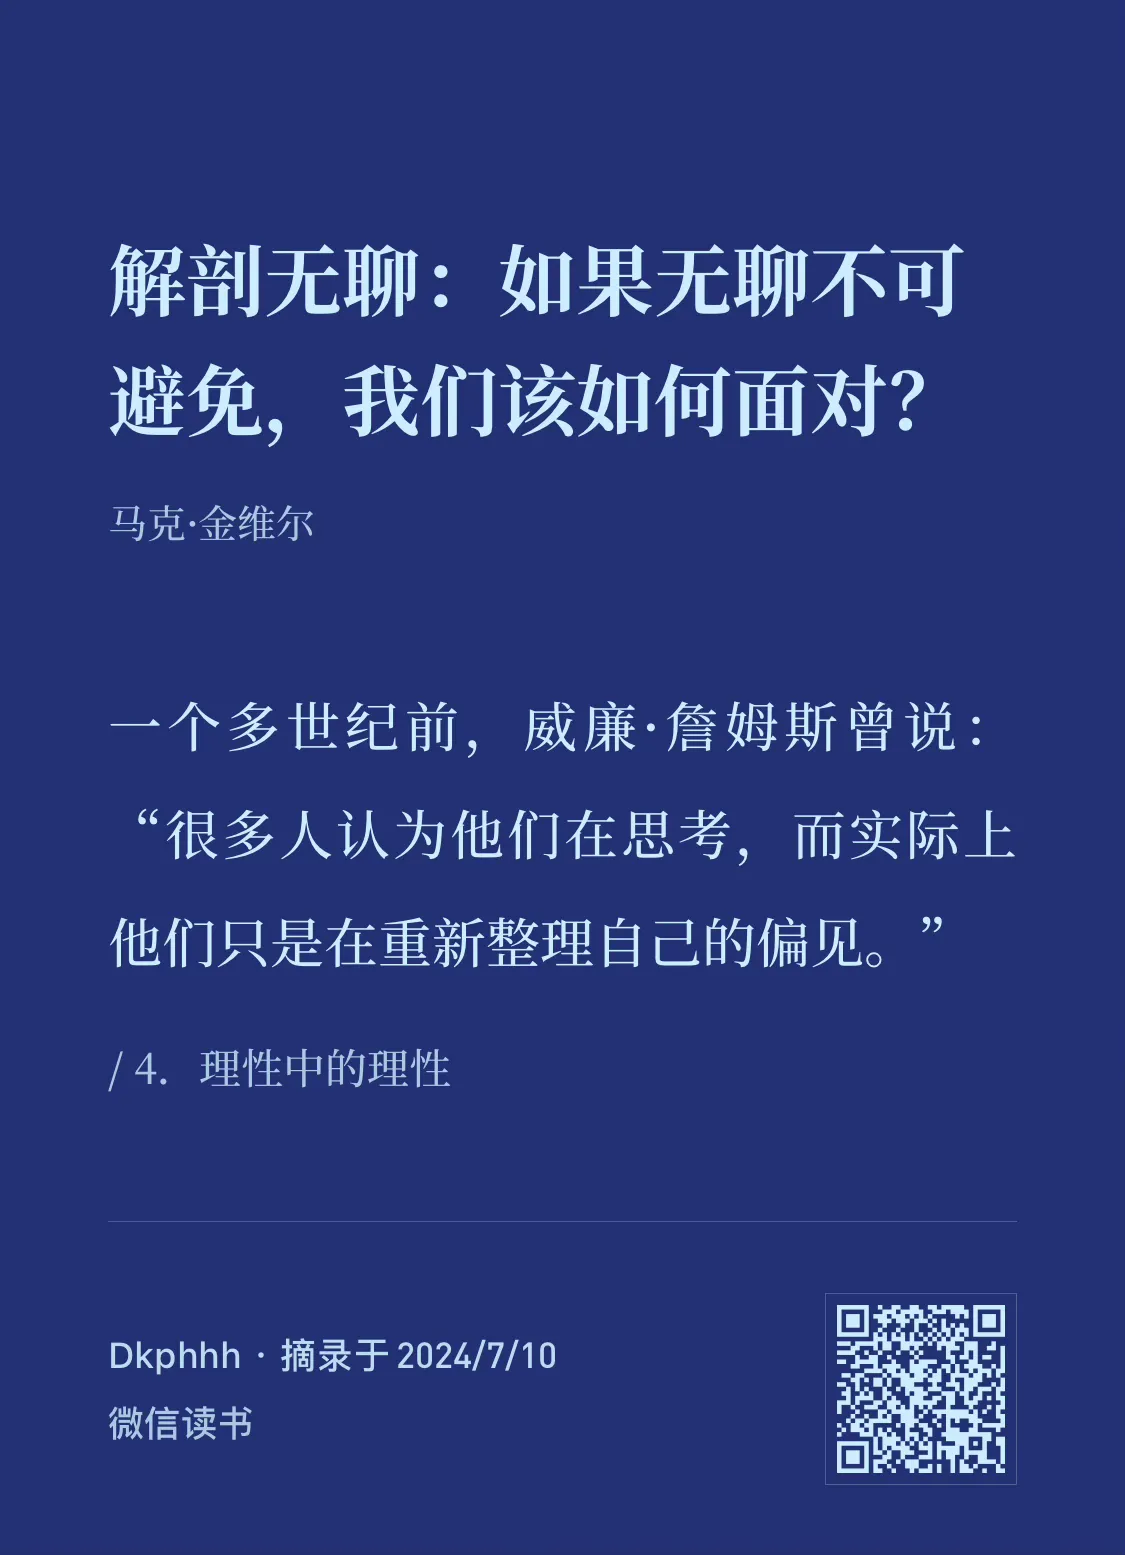 解剖无聊：如果无聊不可
避免，我们该如何面对？
马克·金维尔
一个多世纪前，威廉·詹姆斯曾说：
“很多人认为他们在思考，而实际上
他们只是在重新整理自己的偏见。”
/ 4. 理性中的理性
Dkphhh · 摘录于 2024/7/10
微信读书